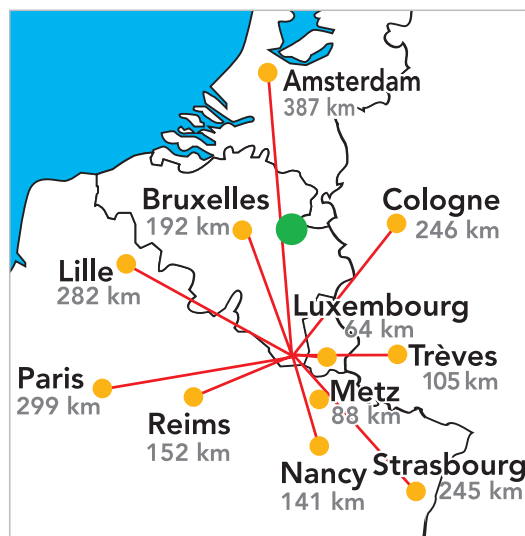 Amsterdam
387 km
Bruxelles
192 km
Cologne
246 km
Lille
282 km
Luxembourg
64 km
Trèves
105 km
Paris
299 km
Metz
88 km
Reims
152 km
Nancy
141 km
Strasbourg
245 km